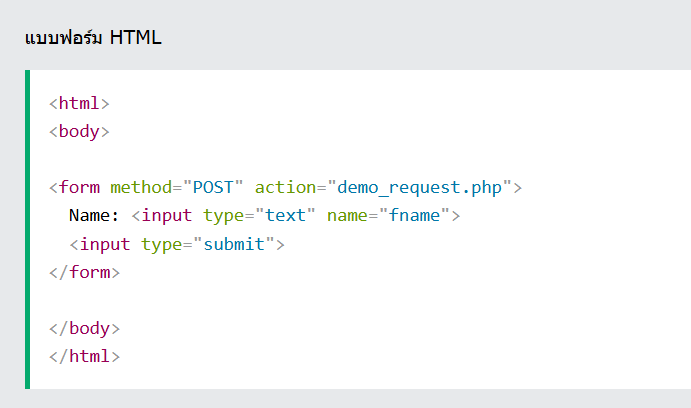 แบบฟอร์ม HTML
<html>
<body>
<form method="POST" action="demo_request.php">
Name: <input type="text" name="fname">
<input type="submit">
</form>
</body>
</html>